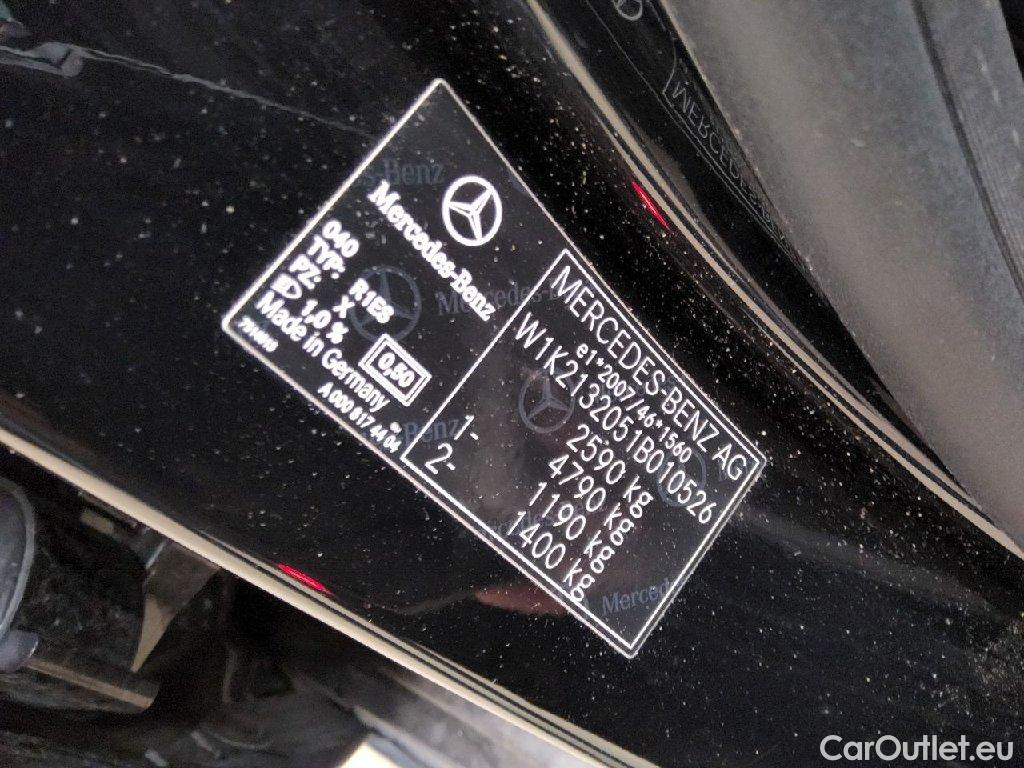 Mercedes-Benz
040
TYP: R1ES
PZ: X
1,0 % 0,50
Made in Germany
A 000 817 44 04
MERCEDES-BENZ AG
e1*2007/46*1560
W1K2132051B010526
2590 kg
4790 kg
1- 1190 kg
2- 1400 kg
CarOutlet.eu